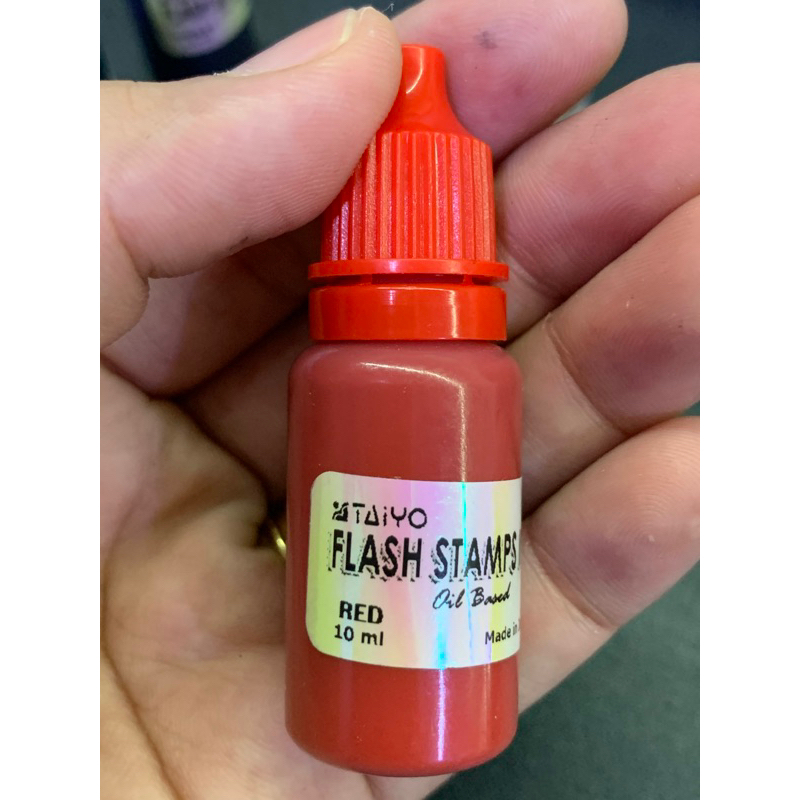 TAiYO
FLASH STAMPS
Oil Based
RED
10 ml
Made in